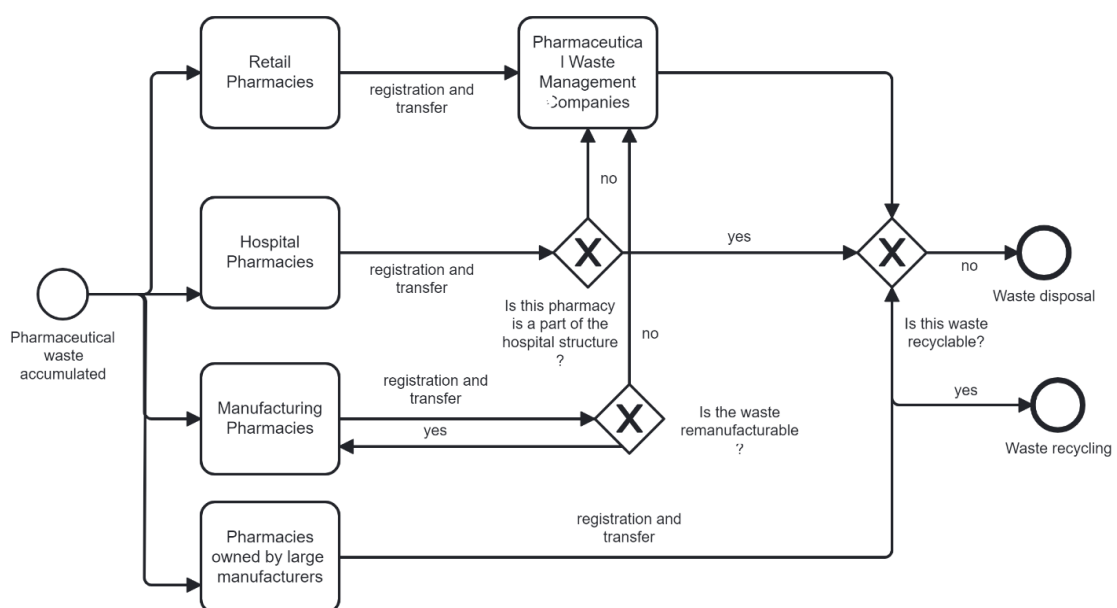 Retail
Pharmacies
registration and
transfer
Pharmaceutica
l Waste
Management
Companies
no
Hospital
Pharmacies
registration and
transfer
yes
no
Waste disposal
Is this pharmacy
is a part of the
hospital structure
?
Is this waste
recyclable?
Pharmaceutical
waste
accumulated
no
registration and
transfer
Manufacturing
Pharmacies
yes
Is the waste
remanufacturable
?
yes
Waste recycling
Pharmacies
owned by large
manufacturers
registration and
transfer